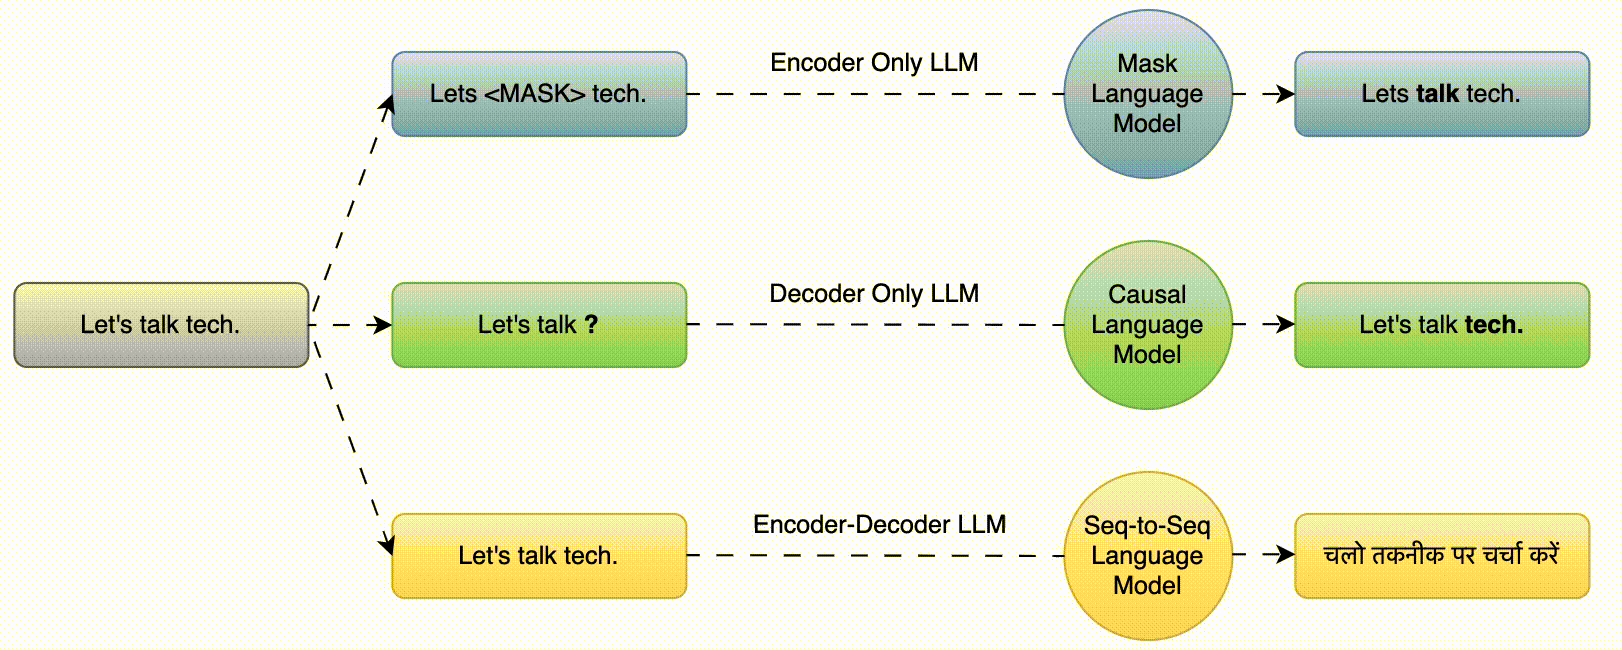 Encoder Only LLM
Mask
Language
Model
Lets <MASK> tech.
Lets talk tech.
Decoder Only LLM
Causal
Language
Model
Let's talk tech.
Let's talk ?
Let's talk tech.
Encoder-Decoder LLM
Seq-to-Seq
Language
Model
Let's talk tech.
चलो तकनीक पर चर्चा करें